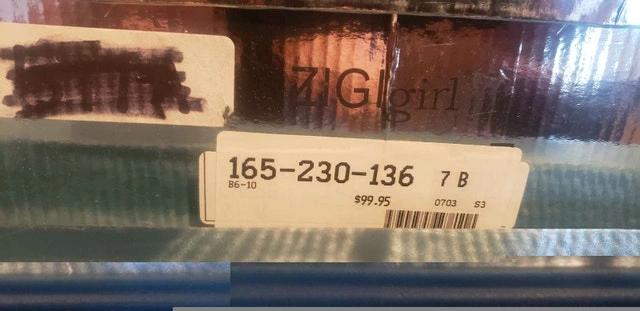 ZIGIgirl
165-230-136 7 B
B6-10
$99.95 0703 S3